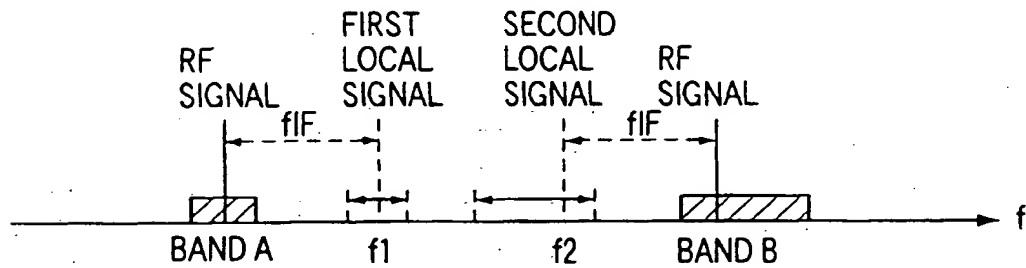 RF
SIGNAL
FIRST
LOCAL
SIGNAL
SECOND
LOCAL
SIGNAL
RF
SIGNAL
fIF
fIF
f
BAND A
f1
f2
BAND B